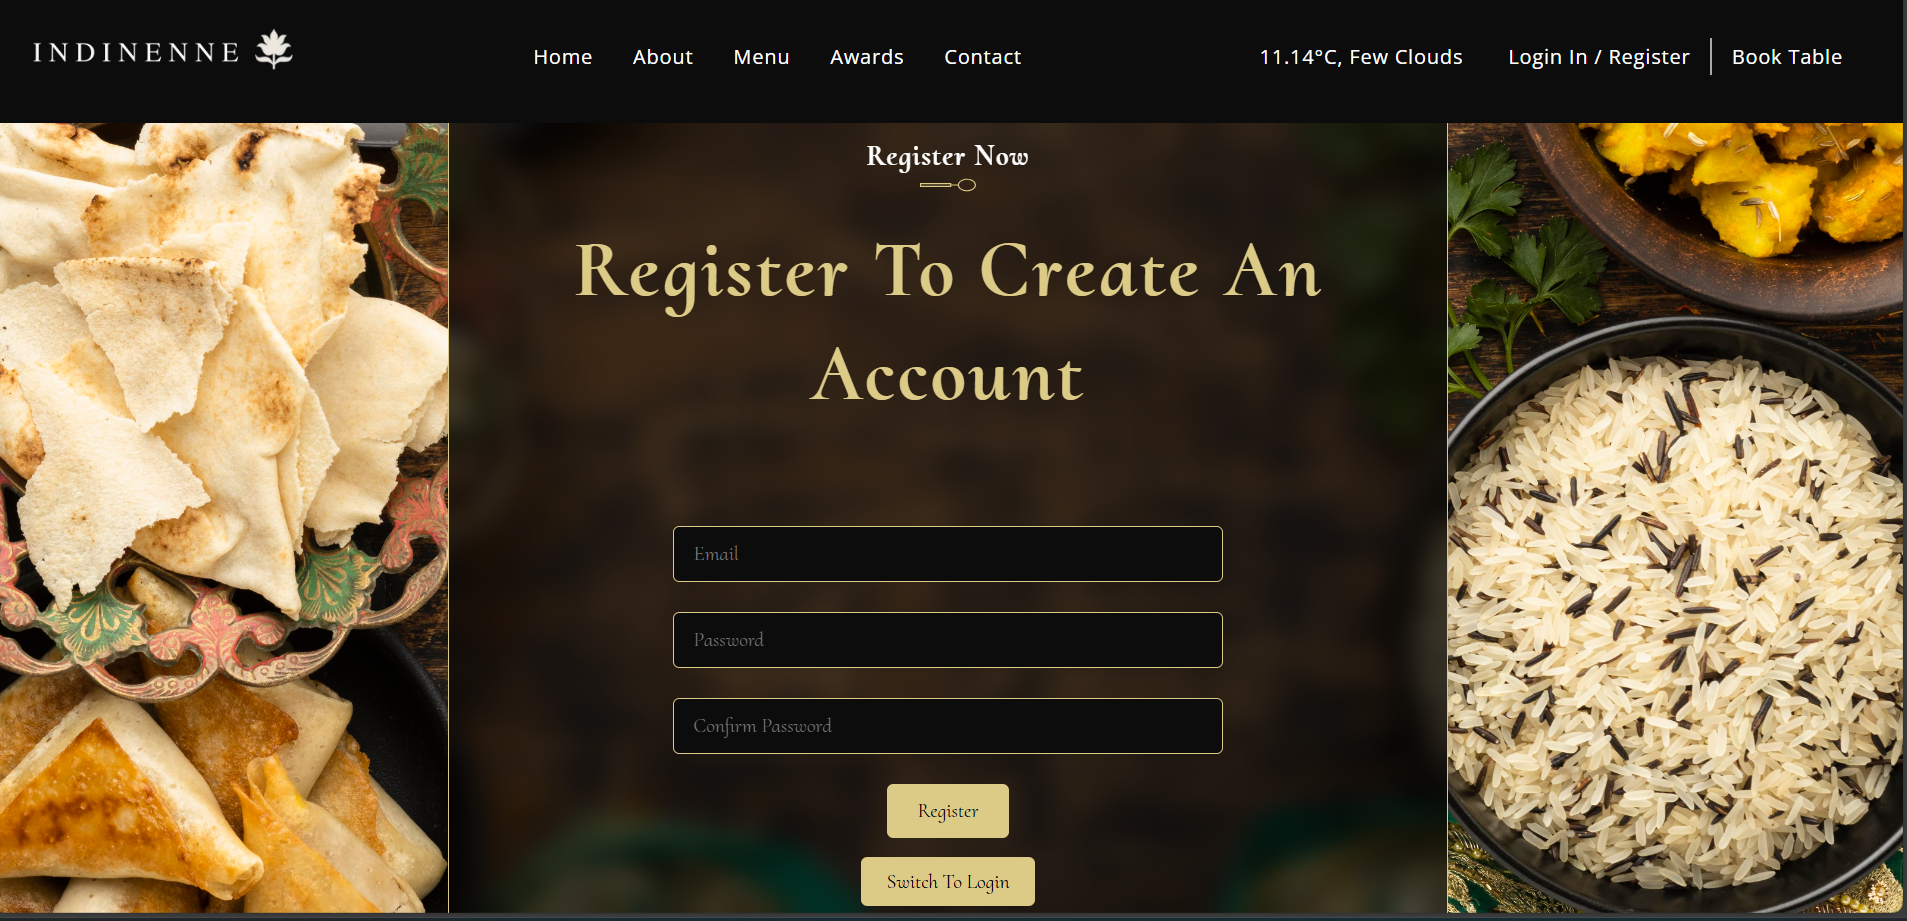 INDINENNE
Home About Menu Awards Contact
11.14°C, Few Clouds
Login In / Register
Book Table
Register Now
Register To Create An
Account
Email
Password
Confirm Password
Register
Switch To Login